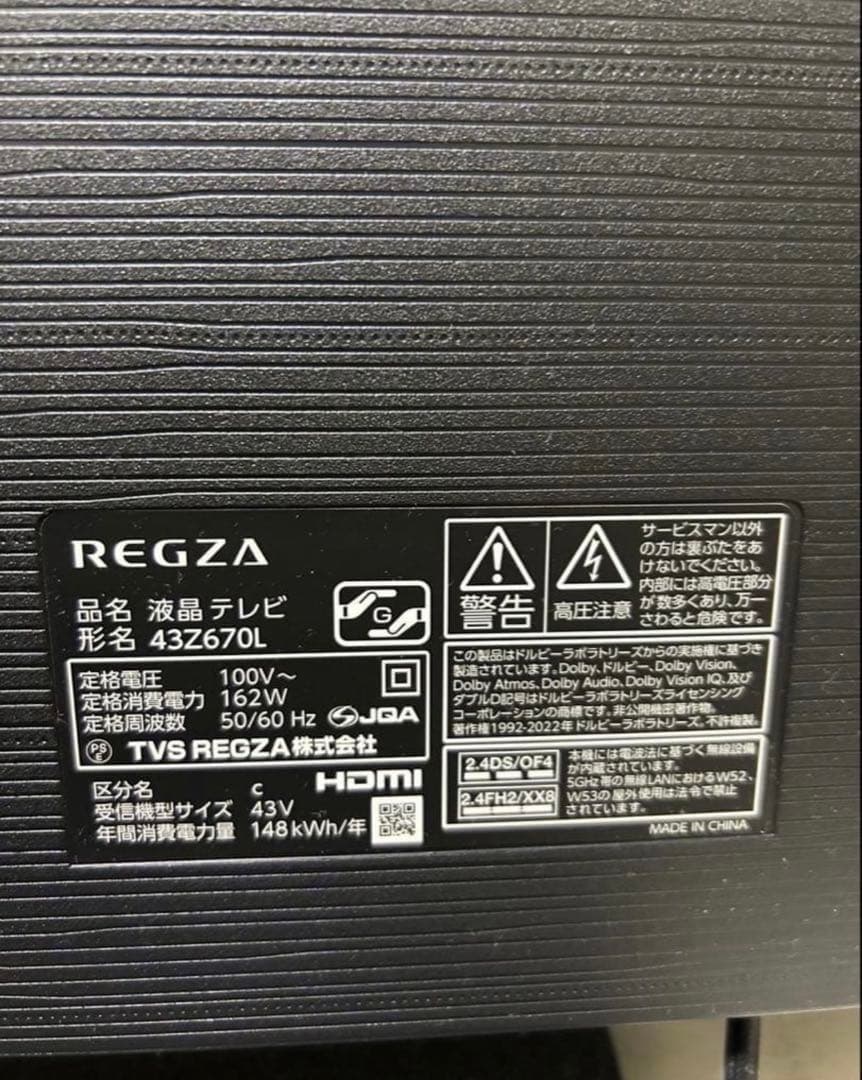 REGZA
品名 液晶テレビ
形名 43Z670L
G
定格電圧 100V～
定格消費電力 162W
定格周波数 50/60 Hz
JQA
PSE TVS REGZA株式会社
区分名 c
HDMI
受信機型サイズ 43V
年間消費電力量 148kWh/年
警告
高圧注意
サービスマン以外
の方は裏ぶたをあ
けないでください。
内部には高電圧部分
が数多くあり、万一
さわると危険です。
この製品はドルビーラボラトリーズからの実施権に基づき
製造されています。Dolby、ドルビー、Dolby Vision、
Dolby Atmos、Dolby Audio、Dolby Vision IQ、及び
ダブルD記号はドルビーラボラトリーズライセンシング
コーポレーションの商標です。非公開機密著作物。
著作権1992-2022年ドルビーラボラトリーズ。不許複製。
2.4DS/OF4
2.4FH2/XX8
本機には電波法に基づく無線設備
が内蔵されています。
5GHz帯の無線LANにおけるW52、
W53の屋外使用は法令で禁止
されています。
MADE IN CHINA